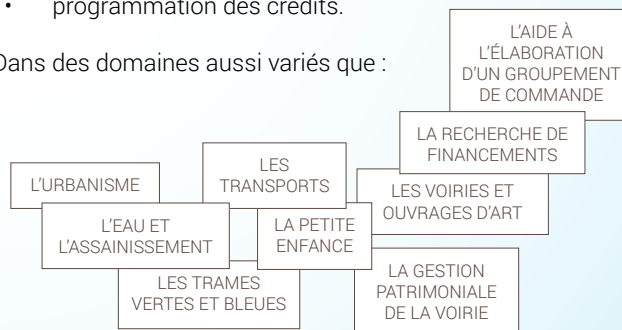 • programmation des crédits.
Dans des domaines aussi variés que :
L'AIDE À
L'ÉLABORATION
D'UN GROUPEMENT
DE COMMANDE
LA RECHERCHE DE
FINANCEMENTS
LES
TRANSPORTS
L'URBANISME
LES VOIRIES ET
OUVRAGES D'ART
L'EAU ET
L'ASSAINISSEMENT
LA PETITE
ENFANCE
LES TRAMES
VERTES ET BLEUES
LA GESTION
PATRIMONIALE
DE LA VOIRIE